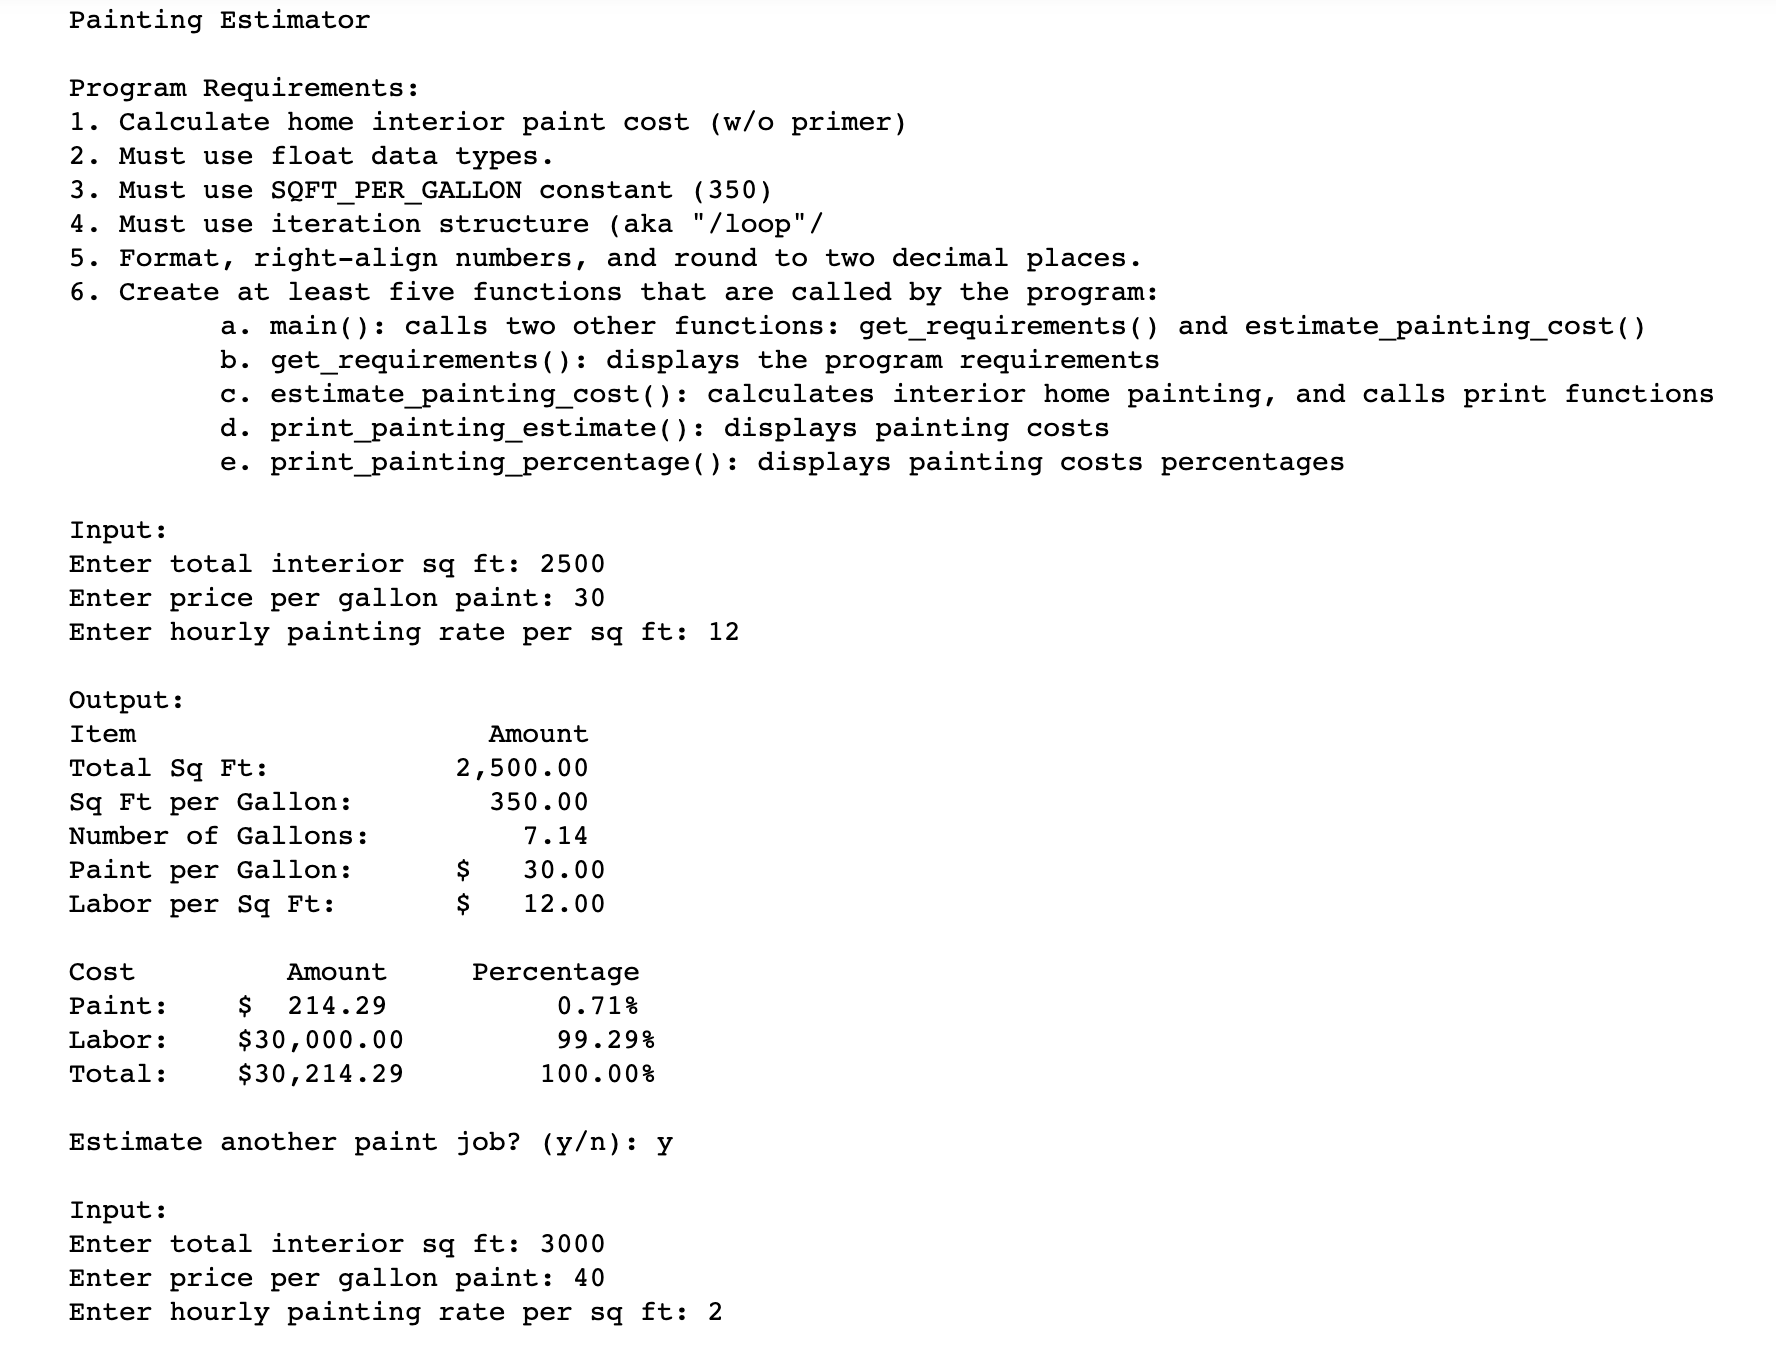 Painting Estimator
Program Requirements:
1. Calculate home interior paint cost (w/o primer)
2. Must use float data types.
3. Must use SQFT_PER_GALLON constant (350)
4. Must use iteration structure (aka "/loop"/
5. Format, right-align numbers, and round to two decimal places.
6. Create at least five functions that are called by the program:
a. main(): calls two other functions: get_requirements() and estimate_painting_cost()
b. get_requirements(): displays the program requirements
c. estimate_painting_cost(): calculates interior home painting, and calls print functions
d. print_painting_estimate(): displays painting costs
e. print_painting_percentage(): displays painting costs percentages
Input:
Enter total interior sq ft: 2500
Enter price per gallon paint: 30
Enter hourly painting rate per sq ft: 12
Output:
Item Amount
Total Sq Ft: 2,500.00
Sq Ft per Gallon: 350.00
Number of Gallons: 7.14
Paint per Gallon: $ 30.00
Labor per Sq Ft: $ 12.00
Cost Amount Percentage
Paint: $ 214.29 0.71%
Labor: $30,000.00 99.29%
Total: $30,214.29 100.00%
Estimate another paint job? (y/n): y
Input:
Enter total interior sq ft: 3000
Enter price per gallon paint: 40
Enter hourly painting rate per sq ft: 2